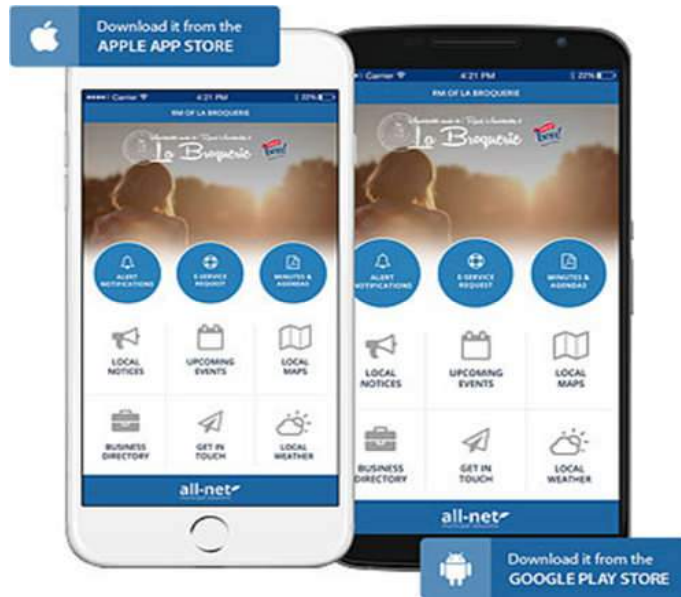 Download it from the
APPLE APP STORE
Carrier 4:21 PM 22%
RM OF LA BROQUERIE
La Broquerie
ALERT
NOTIFICATIONS
E-SERVICE
REQUEST
MINUTES &
AGENDAS
LOCAL
NOTICES
UPCOMING
EVENTS
LOCAL
MAPS
BUSINESS
DIRECTORY
GET IN
TOUCH
LOCAL
WEATHER
all-net
Carrier 4:21 PM 22%
RM OF LA BROQUERIE
La Broquerie
ALERT
NOTIFICATIONS
E-SERVICE
REQUEST
MINUTES &
AGENDAS
LOCAL
NOTICES
UPCOMING
EVENTS
LOCAL
MAPS
BUSINESS
DIRECTORY
GET IN
TOUCH
LOCAL
WEATHER
all-net
Download it from the
GOOGLE PLAY STORE